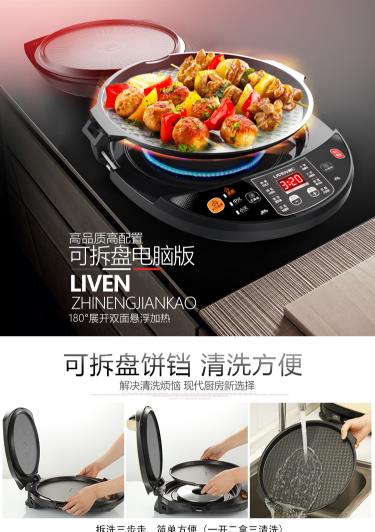 LIVEN
3:20
高品质高配置
可拆盘电脑版
LIVEN
ZHINENGJIANKAO
180°展开双面悬浮加热
可拆盘饼铛 清洗方便
解决清洗烦恼 现代厨房新选择
拆洗三步走，简单方便（一开二拿三清洗）